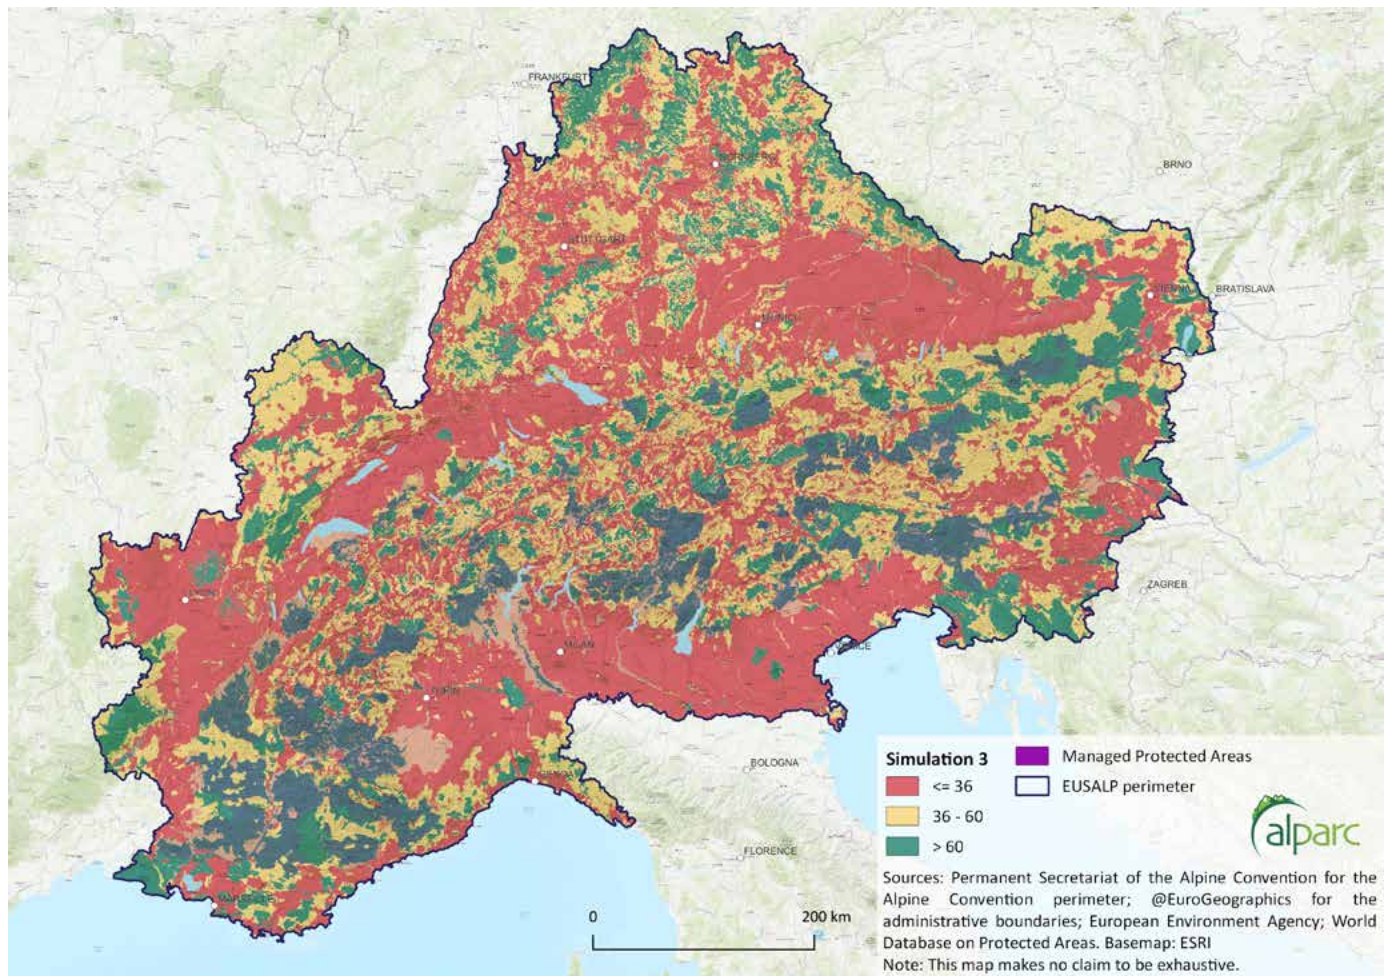 FRANKFURT
BRNO
STUTTGART
VIENNA
BRATISLAVA
MUNICH
ZAGREB
MILAN
VENICE
TURIN
BOLOGNA
GENOA
FLORENCE
MARSEILLE
Simulation 3
<= 36
36 - 60
> 60
Managed Protected Areas
EUSALP perimeter
alparc
0
200 km
Sources: Permanent Secretariat of the Alpine Convention for the
Alpine Convention perimeter; @EuroGeographics for the
administrative boundaries; European Environment Agency; World
Database on Protected Areas. Basemap: ESRI
Note: This map makes no claim to be exhaustive.